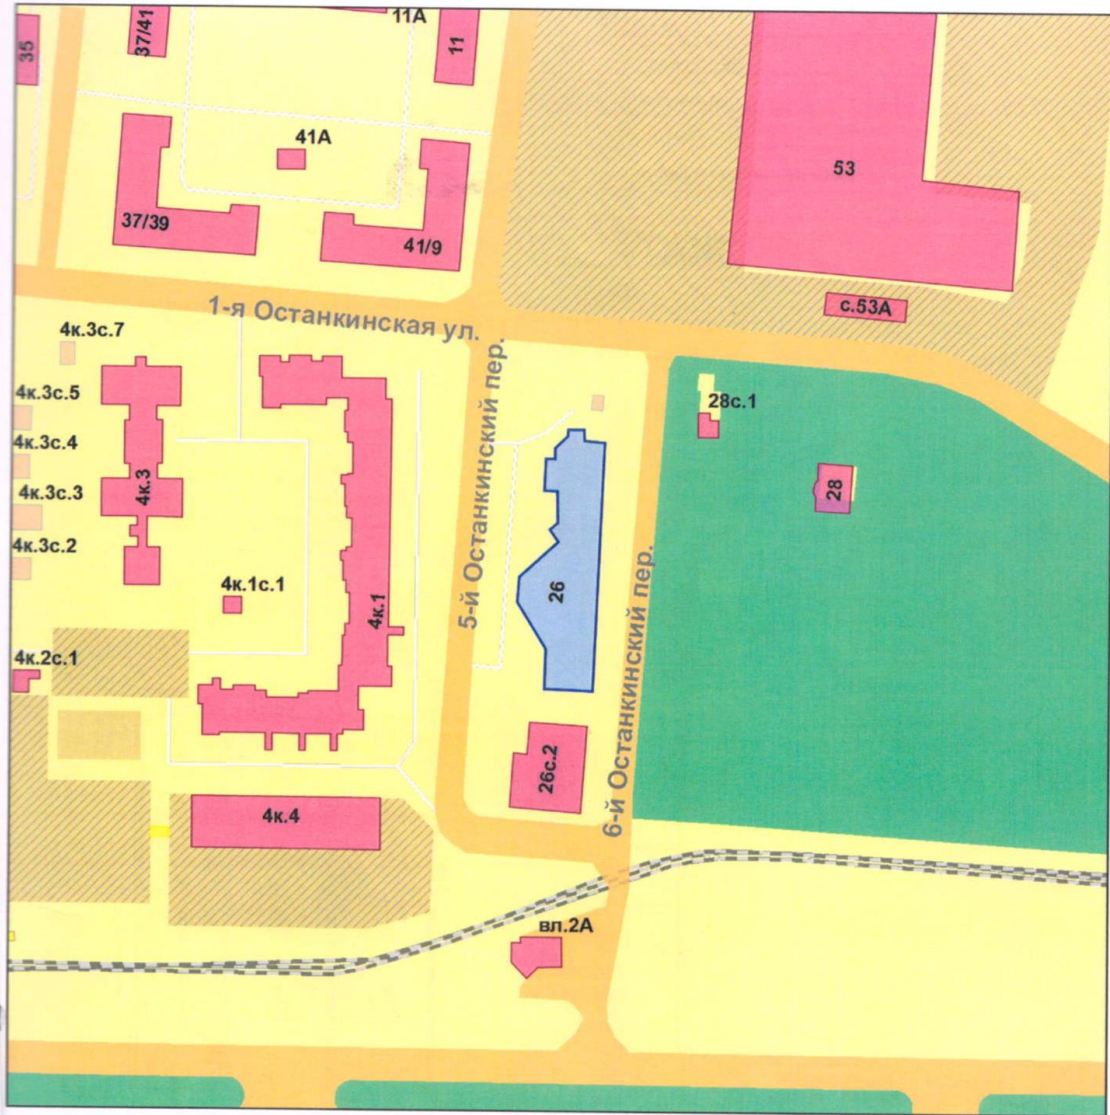 11А
35
37/41
11
41А
53
37/39
41/9
с.53А
1-я Останкинская ул.
4к.3с.7
4к.3с.5
28с.1
4к.3с.4
5-й Останкинский пер.
4к.3
4к.3с.3
28
4к.3с.2
4к.1с.1
26
4к.1
6-й Останкинский пер.
4к.2с.1
26с.2
4к.4
вл.2А